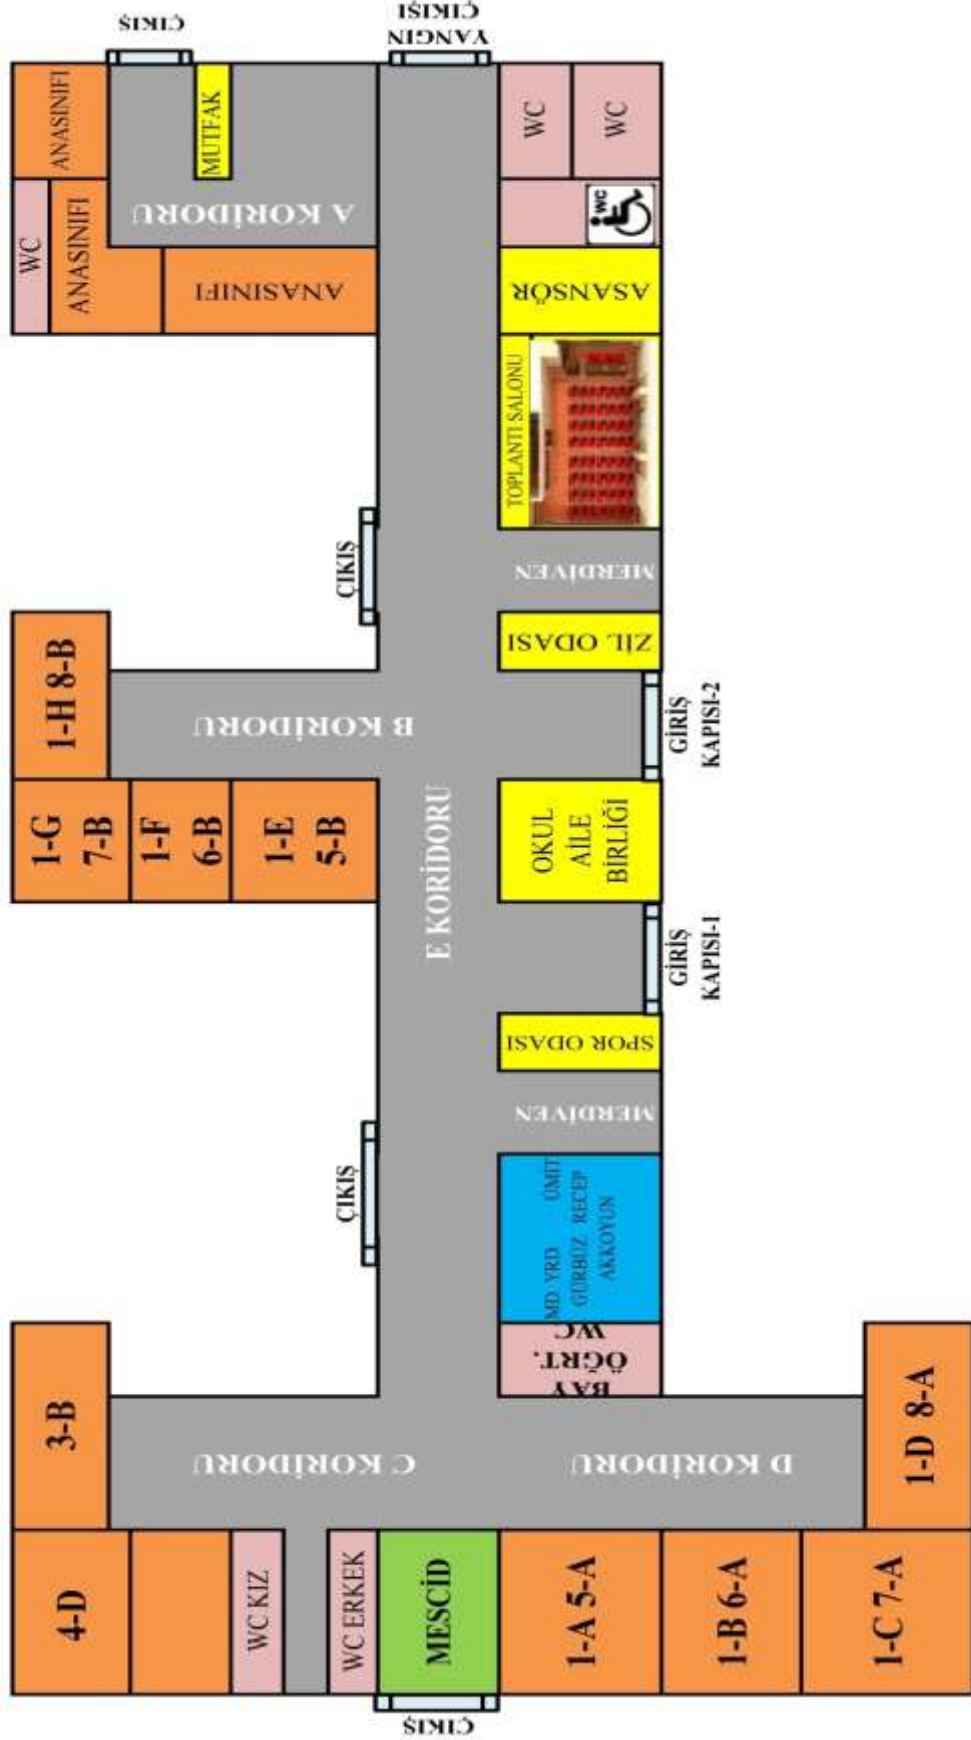 ÇIKIŞ
YANGIN
ÇIKIŞI
ANASINIFI
MUTFAK
WC
ANASINIFI
A KORİDORU
ANASINIFI
WC
WC
WC
ASANSÖR
TOPLANTI SALONU
ÇIKIŞ
MERDİVEN
ZİL ODASI
1-H 8-B
B KORİDORU
GİRİŞ
KAPISI-2
1-G
7-B
1-F
6-B
1-E
5-B
E KORİDORU
OKUL
AİLE
BİRLİĞİ
GİRİŞ
KAPISI-1
SPOR ODASI
MERDİVEN
ÇIKIŞ
MD YRD ÜMİT
GÜRBÜZ RECEP
AKKOYUN
BAY
ÖĞRT.
WC
3-B
C KORİDORU
D KORİDORU
1-D 8-A
4-D
WC KIZ
WC ERKEK
MESCİD
1-A 5-A
1-B 6-A
1-C 7-A
ÇIKIŞ